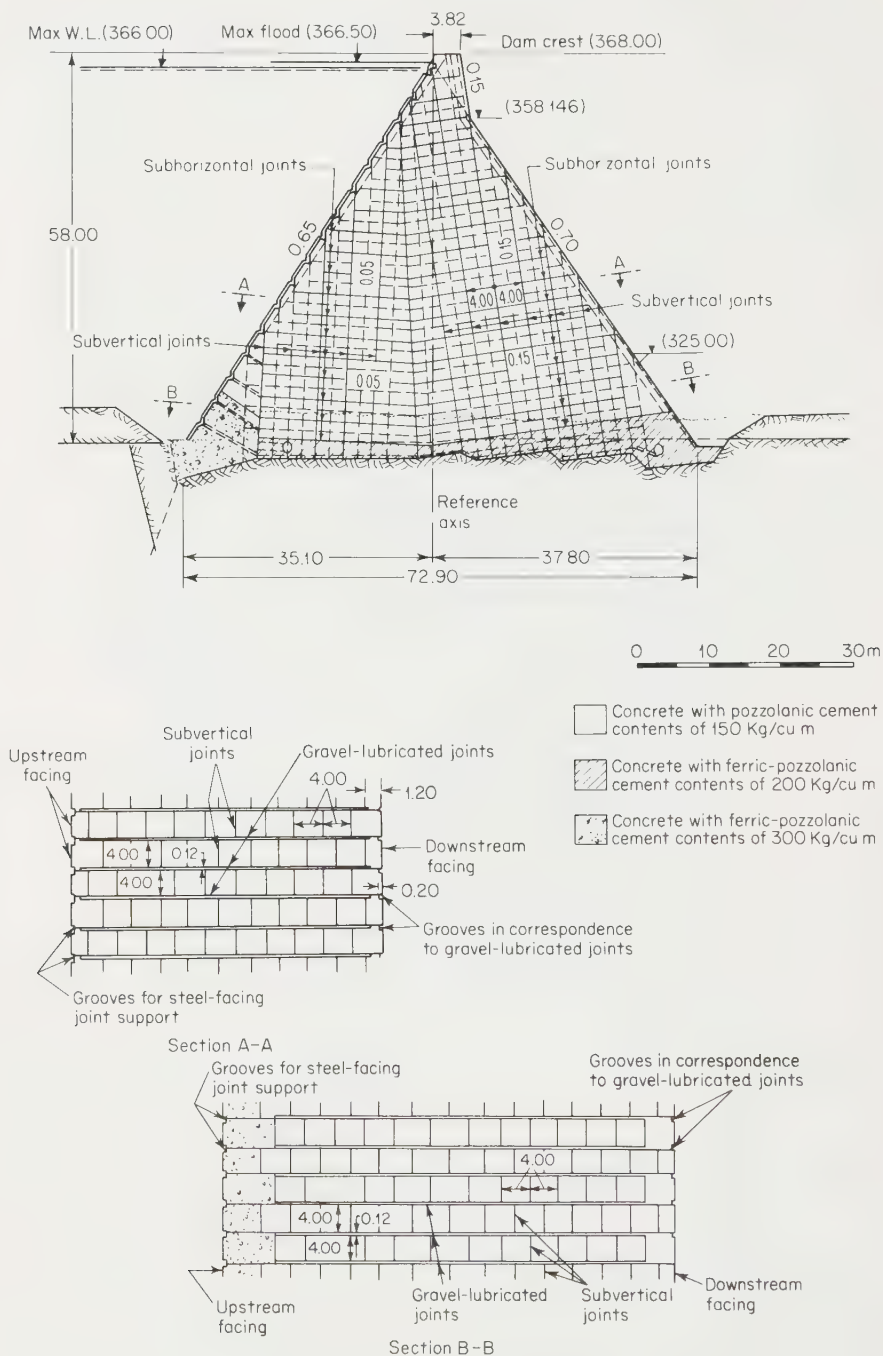 3.82
Max W.L. (366 00)
Max flood (366.50)
Dam crest (368.00)
0.15
(358 146)
Subhorizontal joints
Subhor zontal joints
58.00
0.65
0.70
0.05
0.15
A
A
4.00 4.00
Subvertical joints
Subvertical joints
0.05
0.15
(325 00)
B
B
Reference
axis
35.10
37.80
72.90
0 10 20 30m
Concrete with pozzolanic cement
contents of 150 Kg/cu m
Concrete with ferric-pozzolanic
cement contents of 200 Kg/cu m
Concrete with ferric-pozzolanic
cement contents of 300 Kg/cu m
Upstream
facing
Subvertical
joints
Gravel-lubricated joints
4.00
1.20
4.00
0.12
4.00
Downstream
facing
0.20
Grooves in correspondence
to gravel-lubricated joints
Grooves for steel-facing
joint support
Section A-A
Grooves for steel-facing
joint support
Grooves in correspondence
to gravel-lubricated joints
4.00
4.00
0.12
4.00
Upstream
facing
Gravel-lubricated
joints
Subvertical
joints
Downstream
facing
Section B-B